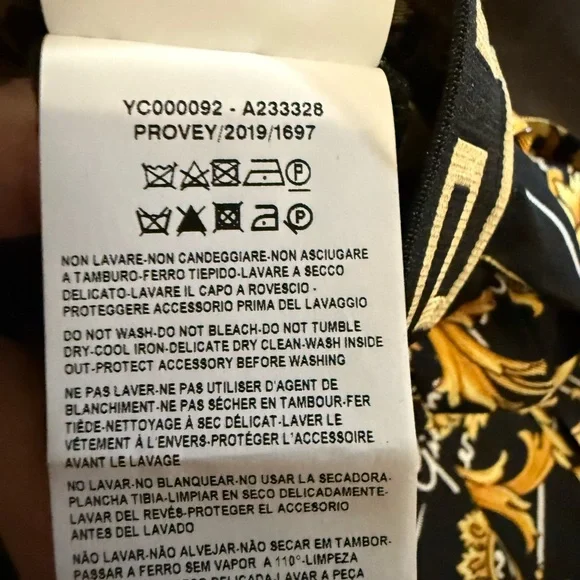 YC000092 - A233328
PROVEY/2019/1697
P
P
NON LAVARE-NON CANDEGGIARE-NON ASCIUGARE
A TAMBURO-FERRO TIEPIDO-LAVARE A SECCO
DELICATO-LAVARE IL CAPO A ROVESCIO -
PROTEGGERE ACCESSORIO PRIMA DEL LAVAGGIO
DO NOT WASH-DO NOT BLEACH-DO NOT TUMBLE
DRY-COOL IRON-DELICATE DRY CLEAN-WASH INSIDE
OUT-PROTECT ACCESSORY BEFORE WASHING
NE PAS LAVER-NE PAS UTILISER D'AGENT DE
BLANCHIMENT-NE PAS SÉCHER EN TAMBOUR-FER
TIÈDE-NETTOYAGE À SEC DÉLICAT-LAVER LE
VÊTEMENT À L'ENVERS-PROTÉGER L'ACCESSOIRE
AVANT LE LAVAGE
NO LAVAR-NO BLANQUEAR-NO USAR LA SECADORA-
PLANCHA TIBIA-LIMPIAR EN SECO DELICADAMENTE-
LAVAR DEL REVÉS-PROTEGER EL ACCESORIO
ANTES DEL LAVADO
NÃO LAVAR-NÃO ALVEJAR-NÃO SECAR EM TAMBOR-
PASSAR A FERRO SEM VAPOR A 110°-LIMPEZA
DELICADA-LAVAR A PEÇA